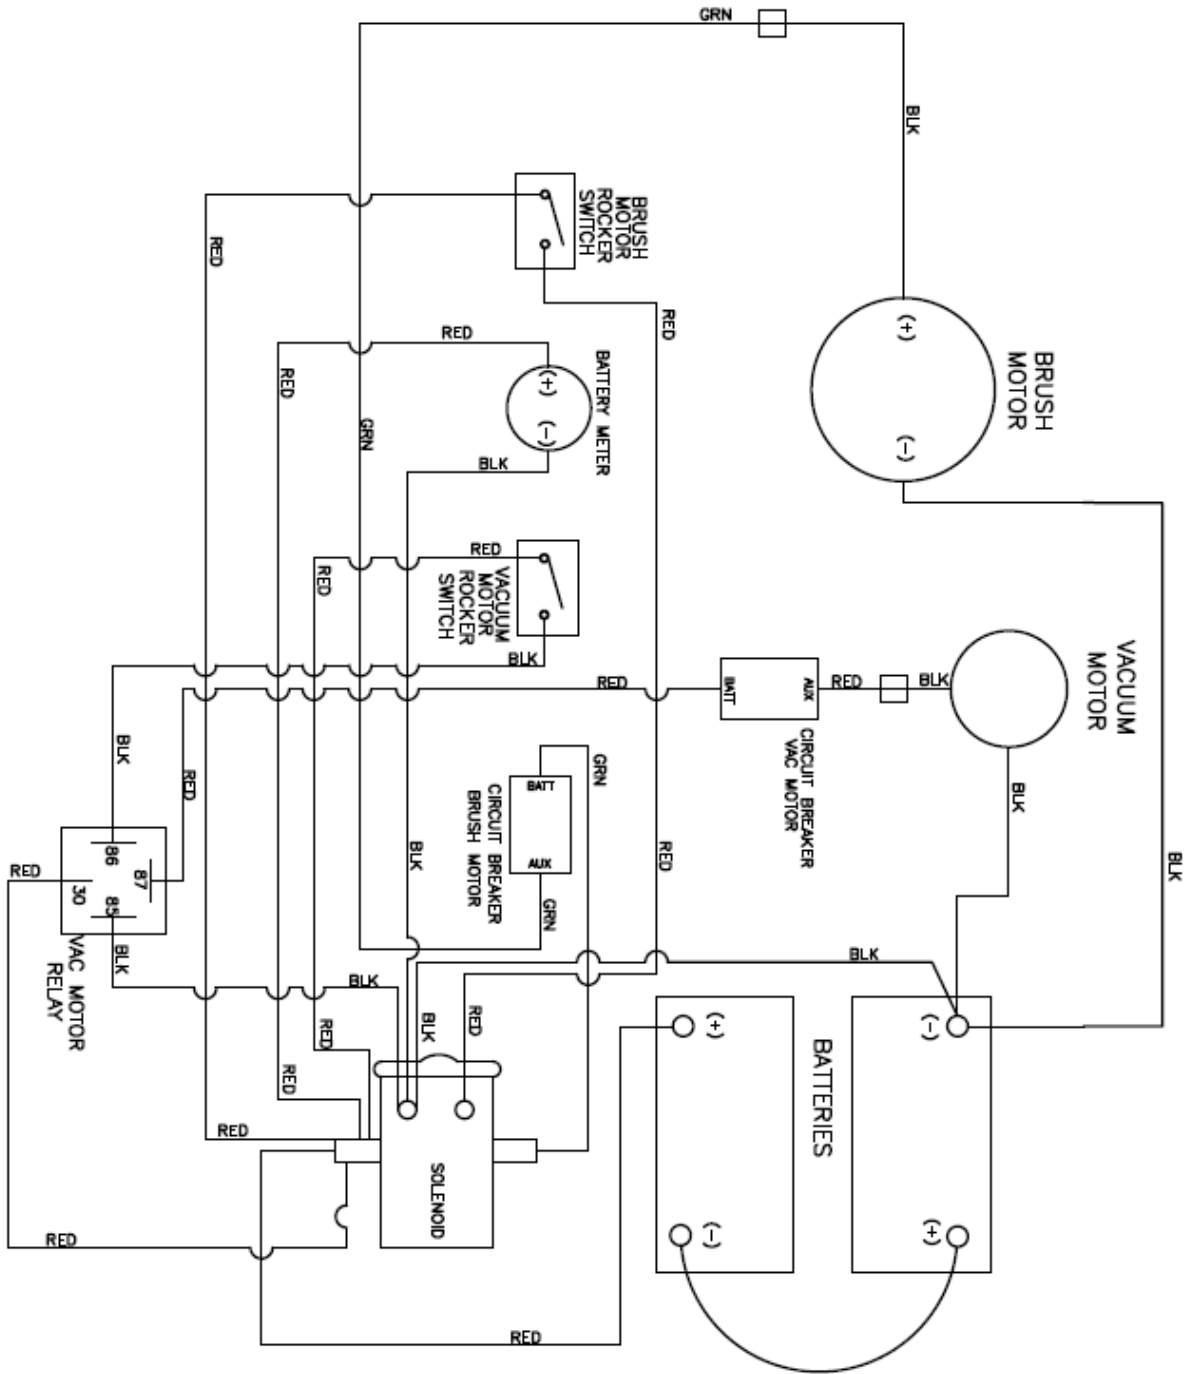 GRN
BLK
BRUSH
MOTOR
ROCKER
SWITCH
RED
RED
(+)
(-)
BRUSH
MOTOR
RED
RED
(+)
(-)
BATTERY METER
GRN
BLK
RED
RED
VACUUM
MOTOR
ROCKER
SWITCH
BLK
RED
BATT
AUX
RED
BLK
VACUUM
MOTOR
CIRCUIT BREAKER
VAC MOTOR
BLK
BLK
RED
GRN
BATT
AUX
CIRCUIT BREAKER
BRUSH MOTOR
GRN
BLK
RED
BLK
RED
86
87
30
85
VAC MOTOR
RELAY
BLK
BLK
BLK
RED
BLK
RED
RED
RED
RED
SOLENOID
(+)
(-)
BATTERIES
(-)
(+)
RED
RED